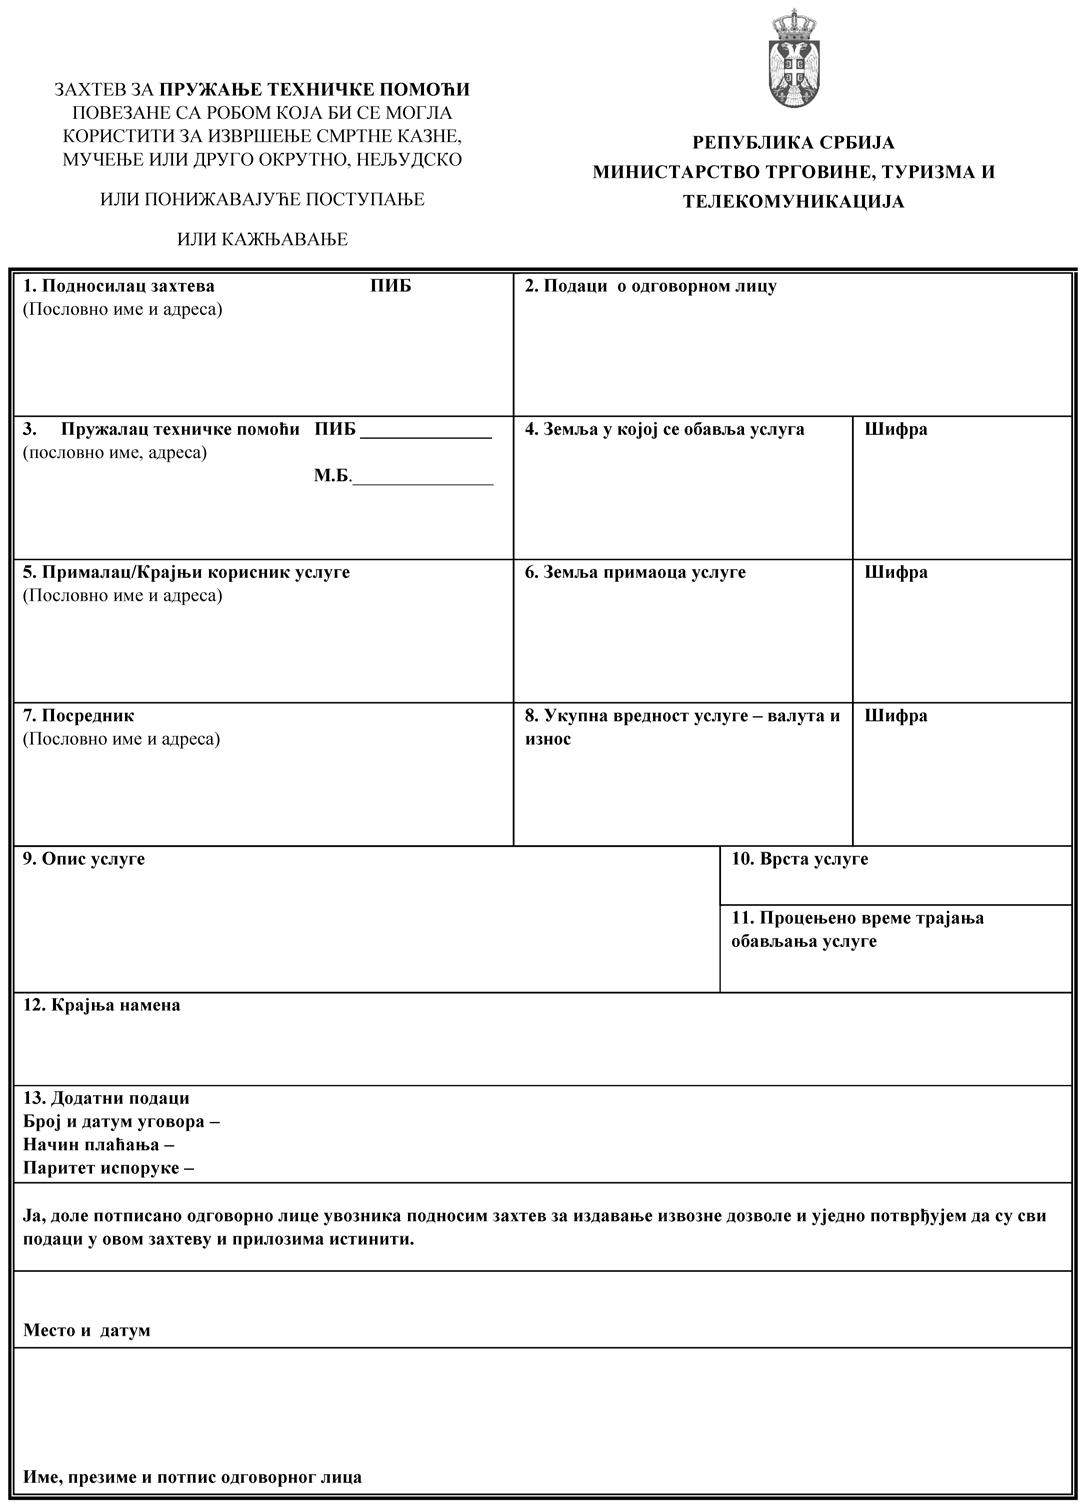 ЗАХТЕВ ЗА ПРУЖАЊЕ ТЕХНИЧКЕ ПОМОЋИ
ПОВЕЗАНЕ СА РОБОМ КОЈА БИ СЕ МОГЛА
КОРИСТИТИ ЗА ИЗВРШЕЊЕ СМРТНЕ КАЗНЕ,
МУЧЕЊЕ ИЛИ ДРУГО ОКРУТНО, НЕЉУДСКО
ИЛИ ПОНИЖАВАЈУЋЕ ПОСТУПАЊЕ
ИЛИ КАЖЊАВАЊЕ
РЕПУБЛИКА СРБИЈА
МИНИСТАРСТВО ТРГОВИНЕ, ТУРИЗМА И
ТЕЛЕКОМУНИКАЦИЈА
1. Подносилац захтева ПИБ
(Пословно име и адреса)
2. Подаци о одговорном лицу
3. Пружалац техничке помоћи ПИБ ______________
(пословно име, адреса)
М.Б._______________
4. Земља у којој се обавља услуга
Шифра
5. Прималац/Крајњи корисник услуге
(Пословно име и адреса)
6. Земља примаоца услуге
Шифра
7. Посредник
(Пословно име и адреса)
8. Укупна вредност услуге – валута и
износ
Шифра
9. Опис услуге
10. Врста услуге
11. Процењено време трајања
обављања услуге
12. Крајња намена
13. Додатни подаци
Број и датум уговора –
Начин плаћања –
Паритет испоруке –
Ја, доле потписано одговорно лице увозника подносим захтев за издавање извозне дозволе и уједно потврђујем да су сви
подаци у овом захтеву и прилозима истинити.
Место и датум
Име, презиме и потпис одговорног лица